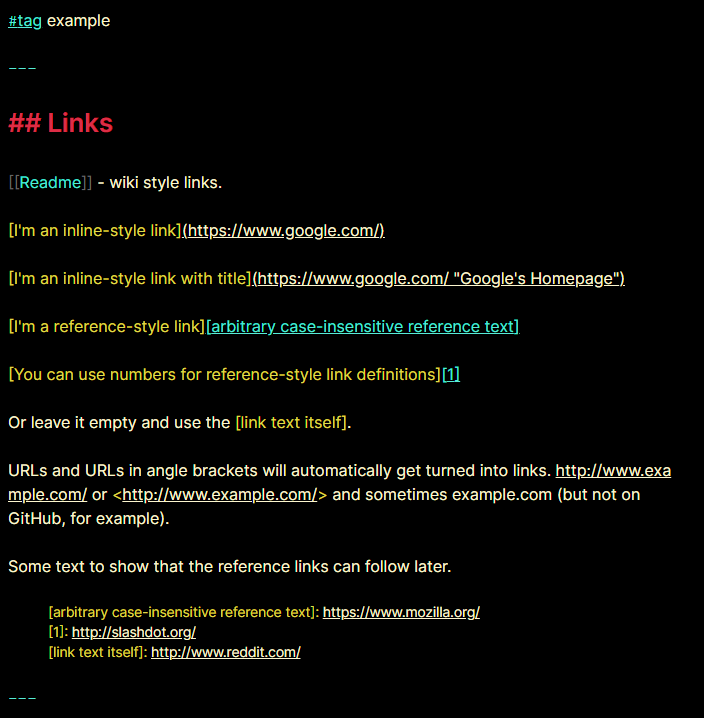 #tag example
---
## Links
[[Readme]] - wiki style links.
[I'm an inline-style link](https://www.google.com/)
[I'm an inline-style link with title](https://www.google.com/ "Google's Homepage")
[I'm a reference-style link][arbitrary case-insensitive reference text]
[You can use numbers for reference-style link definitions][1]
Or leave it empty and use the [link text itself].
URLs and URLs in angle brackets will automatically get turned into links. http://www.exa
mple.com/ or <http://www.example.com/> and sometimes example.com (but not on
GitHub, for example).
Some text to show that the reference links can follow later.
[arbitrary case-insensitive reference text]: https://www.mozilla.org/
[1]: http://slashdot.org/
[link text itself]: http://www.reddit.com/
---